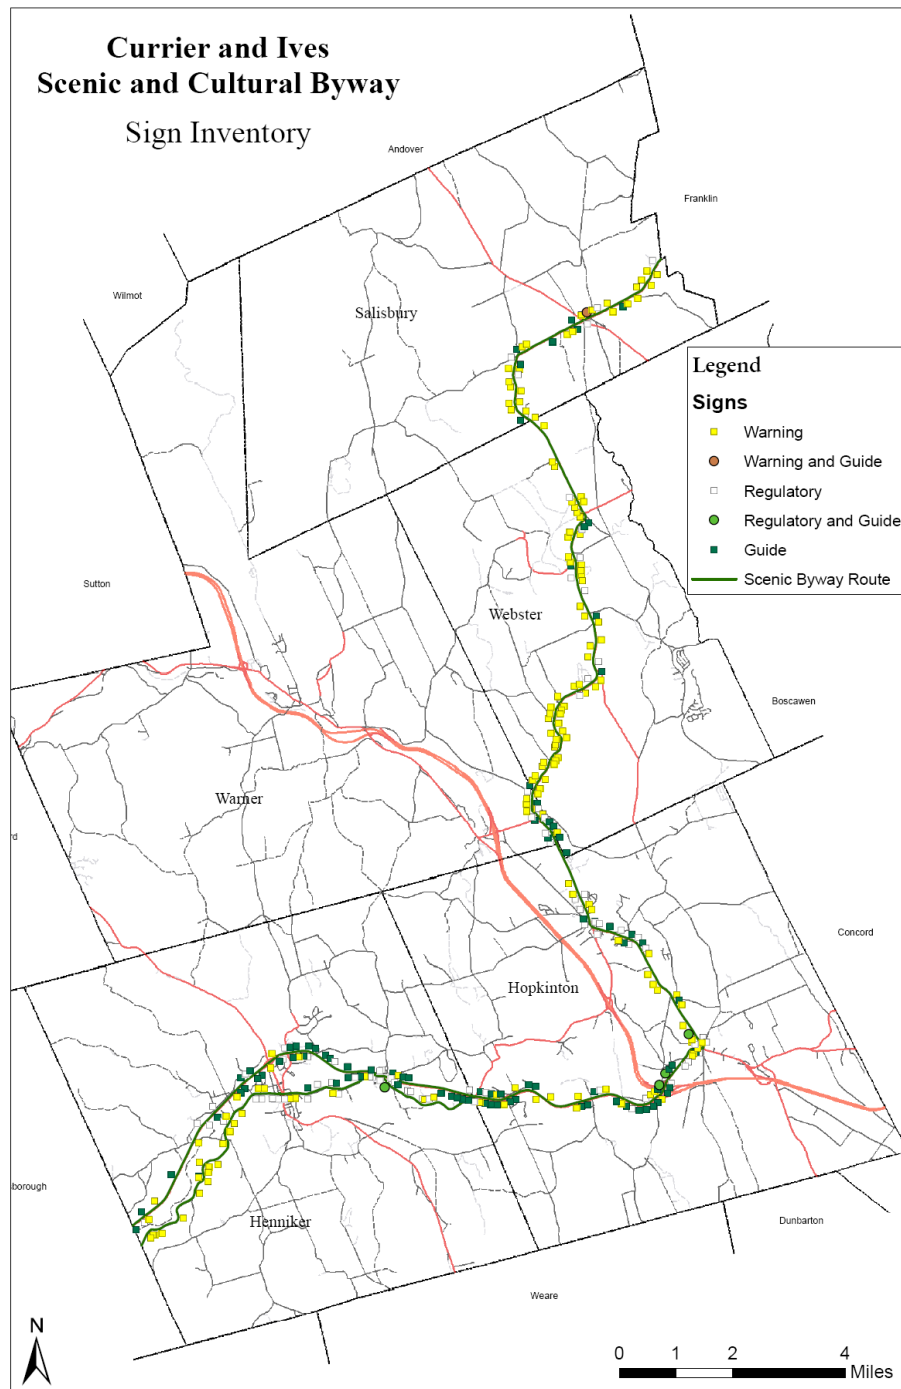 Currier and Ives
Scenic and Cultural Byway
Sign Inventory
Andover
Franklin
Wilmot
Salisbury
Legend
Signs
Warning
Warning and Guide
Regulatory
Regulatory and Guide
Guide
Scenic Byway Route
Sutton
Webster
Boscawen
Warner
rd
Concord
Hopkinton
sborough
Henniker
Dunbarton
Weare
N
0 1 2 4
Miles